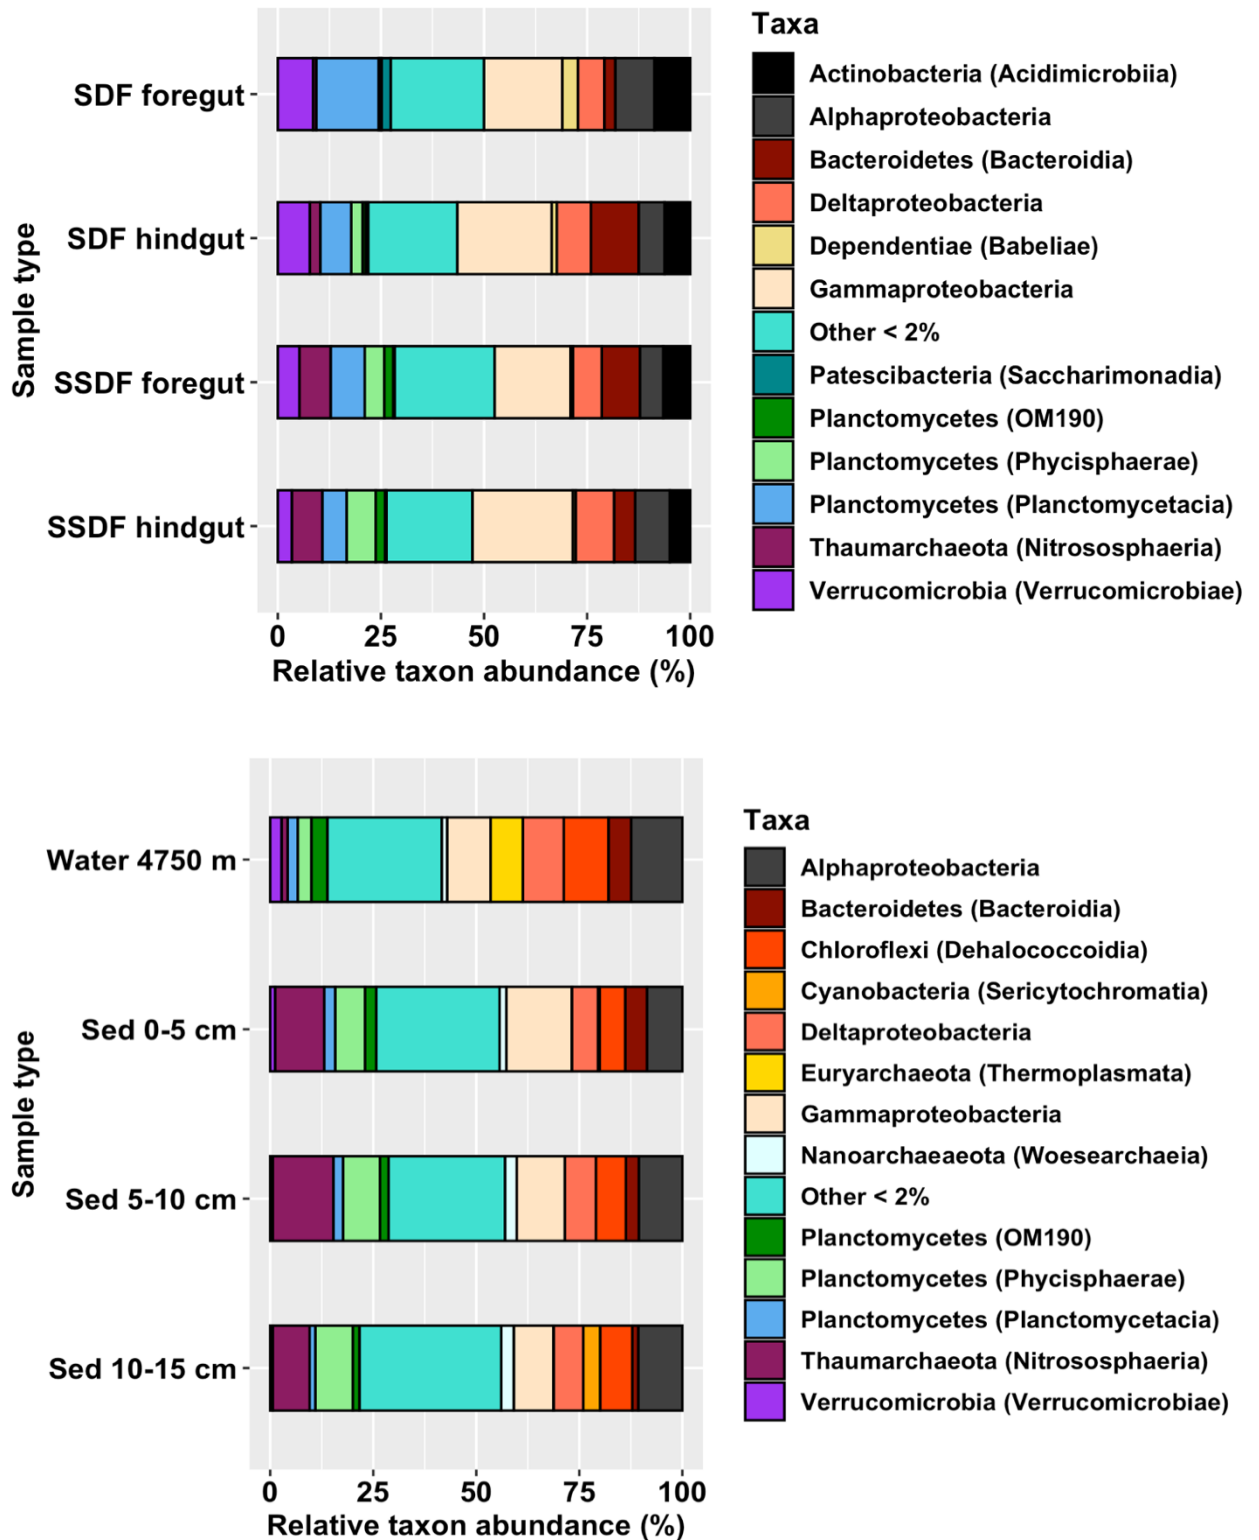 Taxa
SDF foregut
SDF hindgut
SSDF foregut
SSDF hindgut
Sample type
0 25 50 75 100
Relative taxon abundance (%)
Actinobacteria (Acidimicrobiia)
Alphaproteobacteria
Bacteroidetes (Bacteroidia)
Deltaproteobacteria
Dependentiae (Babeliae)
Gammaproteobacteria
Other < 2%
Patescibacteria (Saccharimonadia)
Planctomycetes (OM190)
Planctomycetes (Phycisphaerae)
Planctomycetes (Planctomycetacia)
Thaumarchaeota (Nitrososphaeria)
Verrucomicrobia (Verrucomicrobiae)
Water 4750 m
Sed 0-5 cm
Sed 5-10 cm
Sed 10-15 cm
Sample type
0 25 50 75 100
Relative taxon abundance (%)
Taxa
Alphaproteobacteria
Bacteroidetes (Bacteroidia)
Chloroflexi (Dehalococcoidia)
Cyanobacteria (Sericytochromatia)
Deltaproteobacteria
Euryarchaeota (Thermoplasmata)
Gammaproteobacteria
Nanoarchaeaeota (Woesearchaeia)
Other < 2%
Planctomycetes (OM190)
Planctomycetes (Phycisphaerae)
Planctomycetes (Planctomycetacia)
Thaumarchaeota (Nitrososphaeria)
Verrucomicrobia (Verrucomicrobiae)